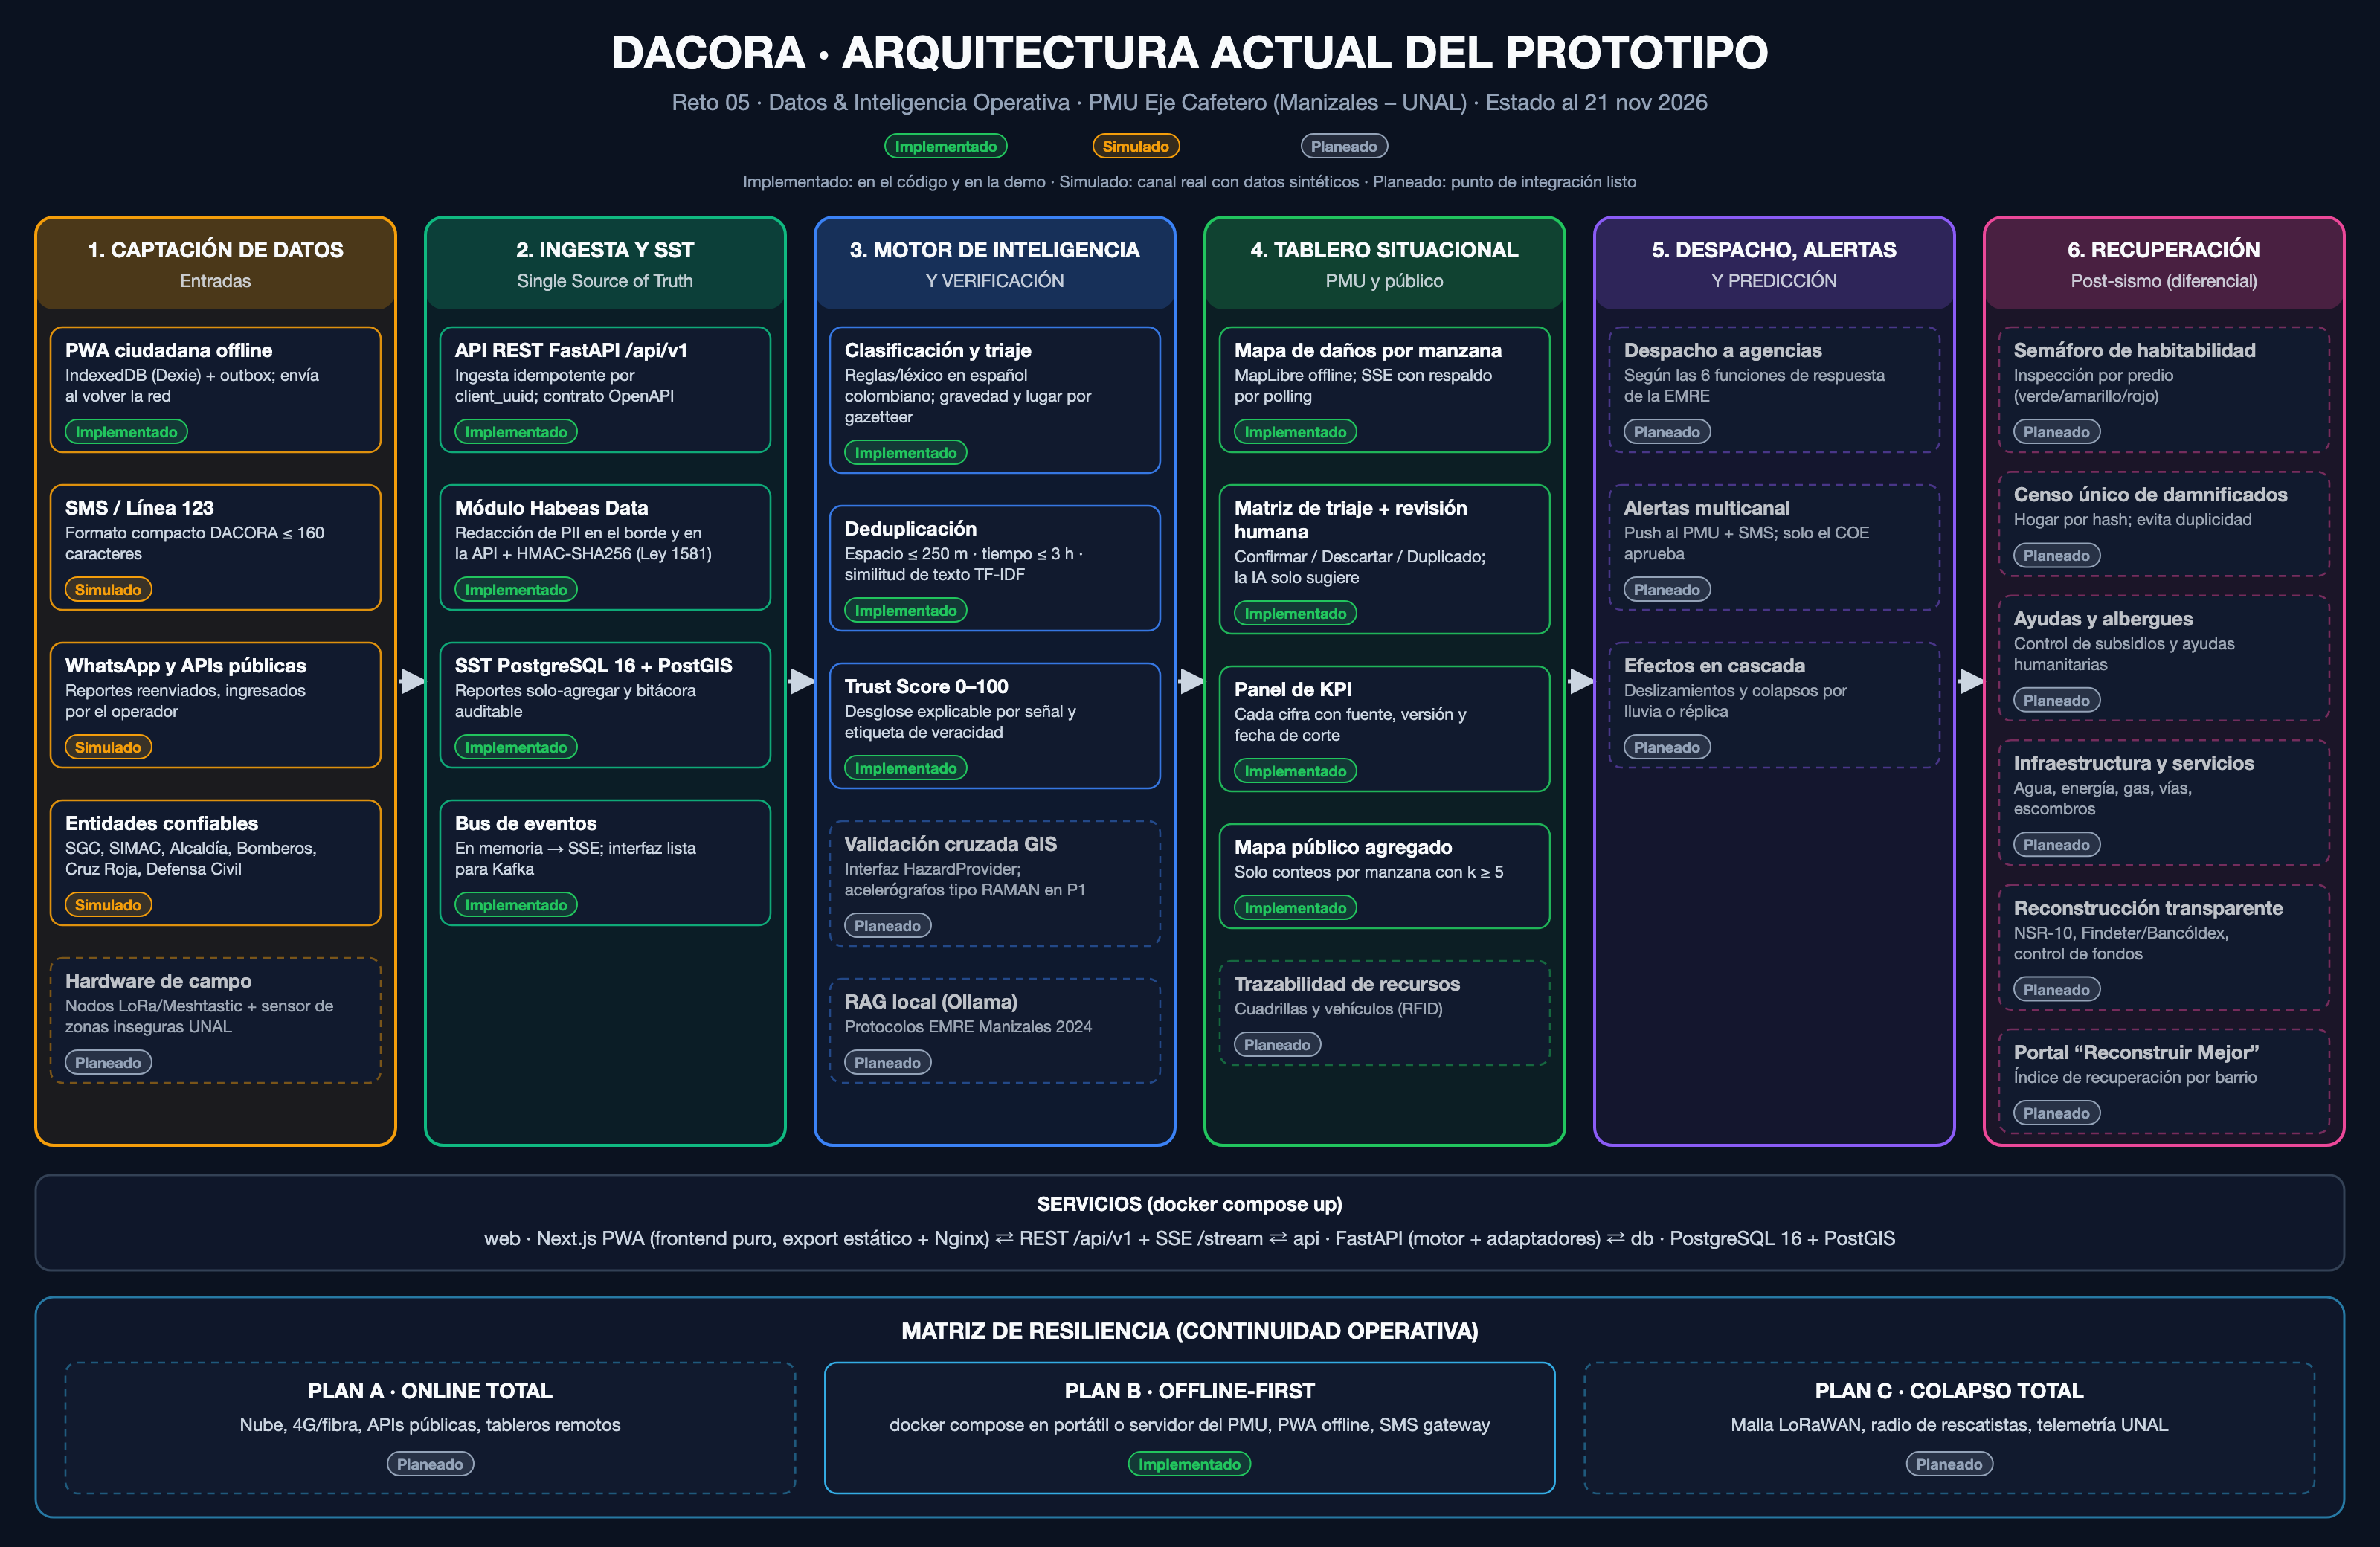 DACORA · ARQUITECTURA ACTUAL DEL PROTOTIPO
Reto 05 · Datos & Inteligencia Operativa · PMU Eje Cafetero (Manizales – UNAL) · Estado al 21 nov 2026
Implementado
Simulado
Planeado
Implementado: en el código y en la demo · Simulado: canal real con datos sintéticos · Planeado: punto de integración listo
1. CAPTACIÓN DE DATOS
Entradas
PWA ciudadana offline
IndexedDB (Dexie) + outbox; envía
al volver la red
Implementado
SMS / Línea 123
Formato compacto DACORA ≤ 160
caracteres
Simulado
WhatsApp y APIs públicas
Reportes reenviados, ingresados
por el operador
Simulado
Entidades confiables
SGC, SIMAC, Alcaldía, Bomberos,
Cruz Roja, Defensa Civil
Simulado
Hardware de campo
Nodos LoRa/Meshtastic + sensor de
zonas inseguras UNAL
Planeado
2. INGESTA Y SST
Single Source of Truth
API REST FastAPI /api/v1
Ingesta idempotente por
client_uuid; contrato OpenAPI
Implementado
Módulo Habeas Data
Redacción de PII en el borde y en
la API + HMAC-SHA256 (Ley 1581)
Implementado
SST PostgreSQL 16 + PostGIS
Reportes solo-agregar y bitácora
auditable
Implementado
Bus de eventos
En memoria → SSE; interfaz lista
para Kafka
Implementado
3. MOTOR DE INTELIGENCIA
Y VERIFICACIÓN
Clasificación y triaje
Reglas/léxico en español
colombiano; gravedad y lugar por
gazetteer
Implementado
Deduplicación
Espacio ≤ 250 m · tiempo ≤ 3 h ·
similitud de texto TF-IDF
Implementado
Trust Score 0–100
Desglose explicable por señal y
etiqueta de veracidad
Implementado
Validación cruzada GIS
Interfaz HazardProvider;
acelerógrafos tipo RAMAN en P1
Planeado
RAG local (Ollama)
Protocolos EMRE Manizales 2024
Planeado
4. TABLERO SITUACIONAL
PMU y público
Mapa de daños por manzana
MapLibre offline; SSE con respaldo
por polling
Implementado
Matriz de triaje + revisión
humana
Confirmar / Descartar / Duplicado;
la IA solo sugiere
Implementado
Panel de KPI
Cada cifra con fuente, versión y
fecha de corte
Implementado
Mapa público agregado
Solo conteos por manzana con k ≥ 5
Implementado
Trazabilidad de recursos
Cuadrillas y vehículos (RFID)
Planeado
5. DESPACHO, ALERTAS
Y PREDICCIÓN
Despacho a agencias
Según las 6 funciones de respuesta
de la EMRE
Planeado
Alertas multicanal
Push al PMU + SMS; solo el COE
aprueba
Planeado
Efectos en cascada
Deslizamientos y colapsos por
lluvia o réplica
Planeado
6. RECUPERACIÓN
Post-sismo (diferencial)
Semáforo de habitabilidad
Inspección por predio
(verde/amarillo/rojo)
Planeado
Censo único de damnificados
Hogar por hash; evita duplicidad
Planeado
Ayudas y albergues
Control de subsidios y ayudas
humanitarias
Planeado
Infraestructura y servicios
Agua, energía, gas, vías,
escombros
Planeado
Reconstrucción transparente
NSR-10, Findeter/Bancóldex,
control de fondos
Planeado
Portal “Reconstruir Mejor”
Índice de recuperación por barrio
Planeado
SERVICIOS (docker compose up)
web · Next.js PWA (frontend puro, export estático + Nginx) ⇄ REST /api/v1 + SSE /stream ⇄ api · FastAPI (motor + adaptadores) ⇄ db · PostgreSQL 16 + PostGIS
MATRIZ DE RESILIENCIA (CONTINUIDAD OPERATIVA)
PLAN A · ONLINE TOTAL
Nube, 4G/fibra, APIs públicas, tableros remotos
Planeado
PLAN B · OFFLINE-FIRST
docker compose en portátil o servidor del PMU, PWA offline, SMS gateway
Implementado
PLAN C · COLAPSO TOTAL
Malla LoRaWAN, radio de rescatistas, telemetría UNAL
Planeado